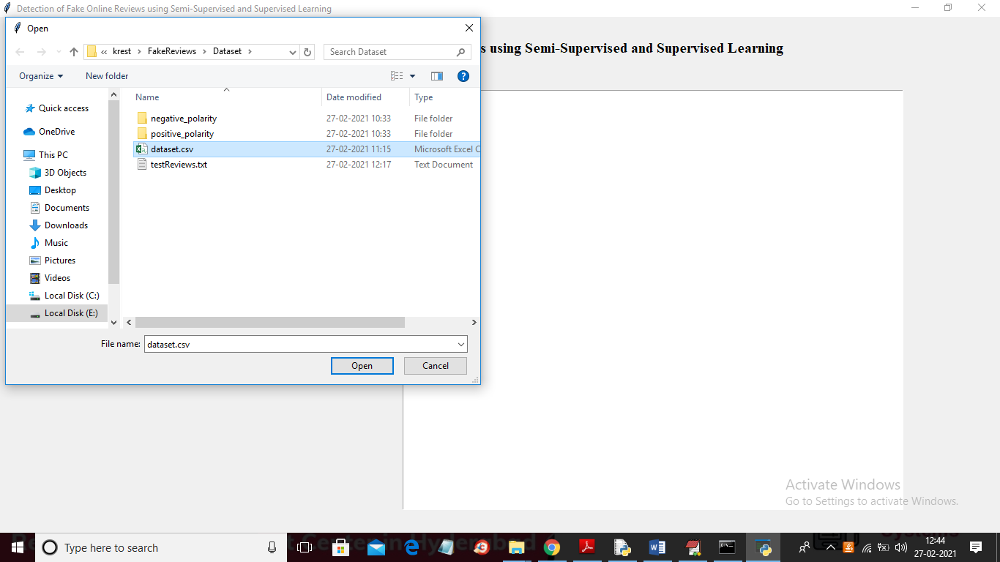 Detection of Fake Online Reviews using Semi-Supervised and Supervised Learning
Open
« krest › FakeReviews › Dataset ›
Search Dataset
s using Semi-Supervised and Supervised Learning
Organize
New folder
Name Date modified Type
Quick access
OneDrive
This PC
3D Objects
Desktop
Documents
Downloads
Music
Pictures
Videos
Local Disk (C:)
Local Disk (E:)
negative_polarity 27-02-2021 10:33 File folder
positive_polarity 27-02-2021 10:33 File folder
dataset.csv 27-02-2021 11:15 Microsoft Excel C
testReviews.txt 27-02-2021 12:17 Text Document
File name: dataset.csv
Open Cancel
Activate Windows
Go to Settings to activate Windows.
Type here to search
12:44
27-02-2021